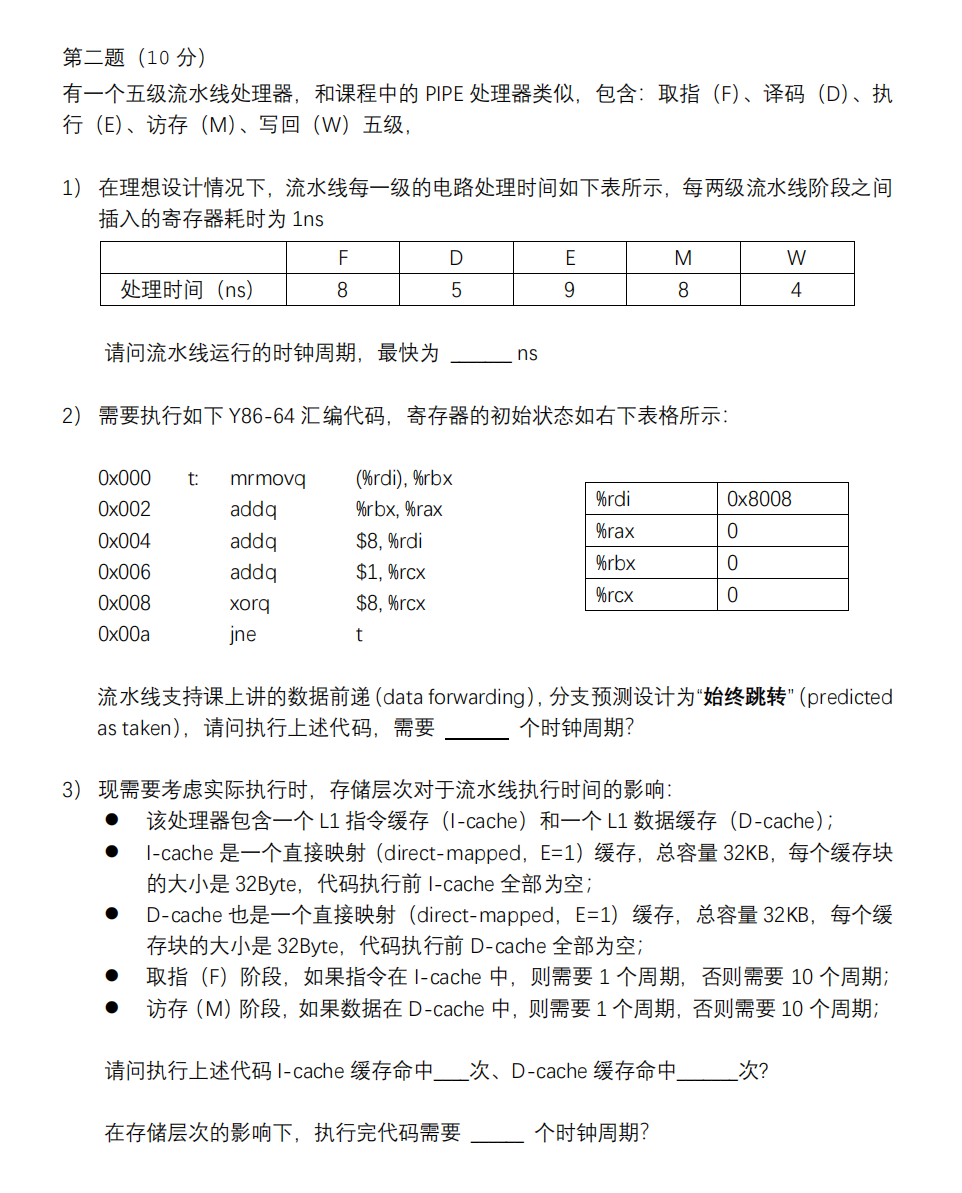 第二题（10 分）
有一个五级流水线处理器，和课程中的 PIPE 处理器类似，包含：取指（F）、译码（D）、执
行（E）、访存（M）、写回（W）五级，
1） 在理想设计情况下，流水线每一级的电路处理时间如下表所示，每两级流水线阶段之间
插入的寄存器耗时为 1ns
F D E M W
处理时间（ns） 8 5 9 8 4
请问流水线运行的时钟周期，最快为 ______ ns
2） 需要执行如下 Y86-64 汇编代码，寄存器的初始状态如右下表格所示：
0x000 t: mrmovq (%rdi), %rbx
0x002 addq %rbx, %rax
0x004 addq $8, %rdi
0x006 addq $1, %rcx
0x008 xorq $8, %rcx
0x00a jne t
%rdi 0x8008
%rax 0
%rbx 0
%rcx 0
流水线支持课上讲的数据前递（data forwarding），分支预测设计为“始终跳转”（predicted
as taken），请问执行上述代码，需要 ______ 个时钟周期？
3） 现需要考虑实际执行时，存储层次对于流水线执行时间的影响：
● 该处理器包含一个 L1 指令缓存（I-cache）和一个 L1 数据缓存（D-cache）；
● I-cache 是一个直接映射（direct-mapped，E=1）缓存，总容量 32KB，每个缓存块
的大小是 32Byte，代码执行前 I-cache 全部为空；
● D-cache 也是一个直接映射（direct-mapped，E=1）缓存，总容量 32KB，每个缓
存块的大小是 32Byte，代码执行前 D-cache 全部为空；
● 取指（F）阶段，如果指令在 I-cache 中，则需要 1 个周期，否则需要 10 个周期；
● 访存（M）阶段，如果数据在 D-cache 中，则需要 1 个周期，否则需要 10 个周期；
请问执行上述代码 I-cache 缓存命中___次、D-cache 缓存命中______次？
在存储层次的影响下，执行完代码需要 _____ 个时钟周期？